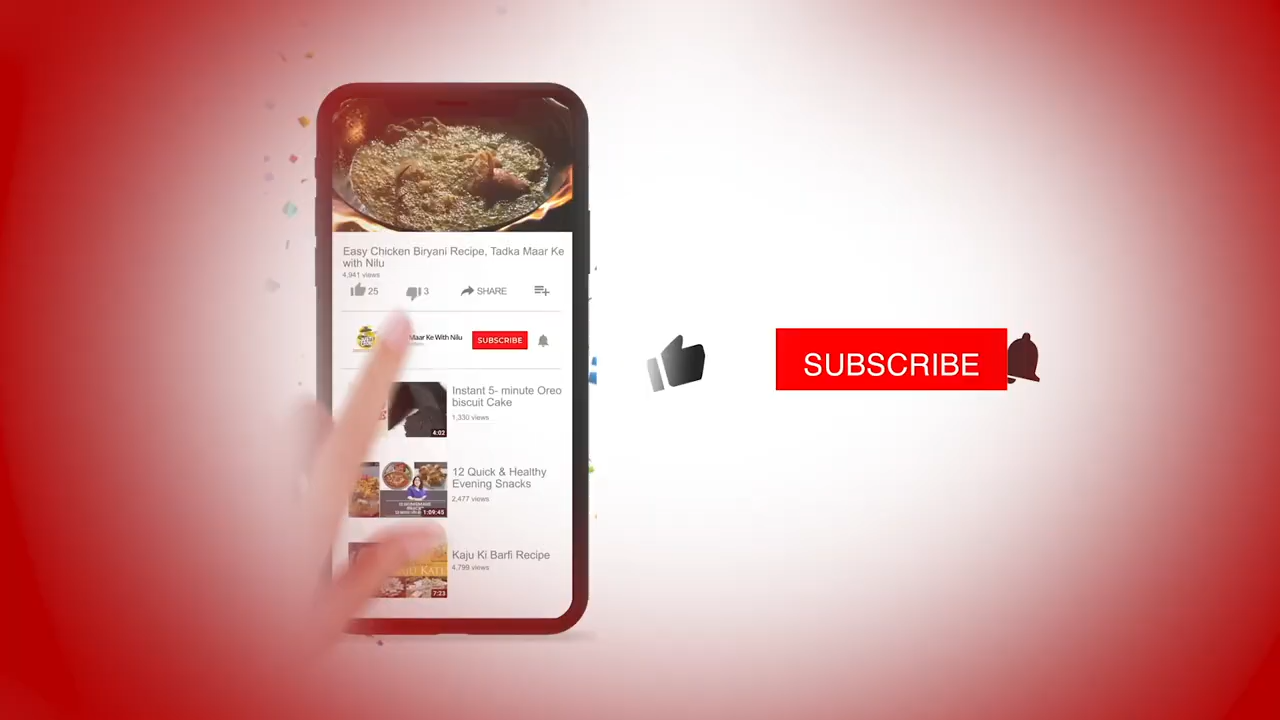 Easy Chicken Biryani Recipe, Tadka Maar Ke
with Nilu
4,941 views
25
3
SHARE
Maar Ke With Nilu
SUBSCRIBE
SUBSCRIBE
Instant 5- minute Oreo
biscuit Cake
1,330 views
4:02
12 Quick & Healthy
Evening Snacks
2,477 views
1:09:45
Kaju Ki Barfi Recipe
4,799 views
7:23